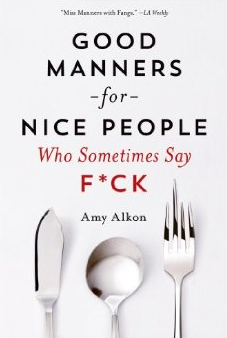 "Miss Manners with Fangs." —LA Weekly
GOOD
MANNERS
-for-
NICE PEOPLE
Who Sometimes Say
F*CK
Amy Alkon